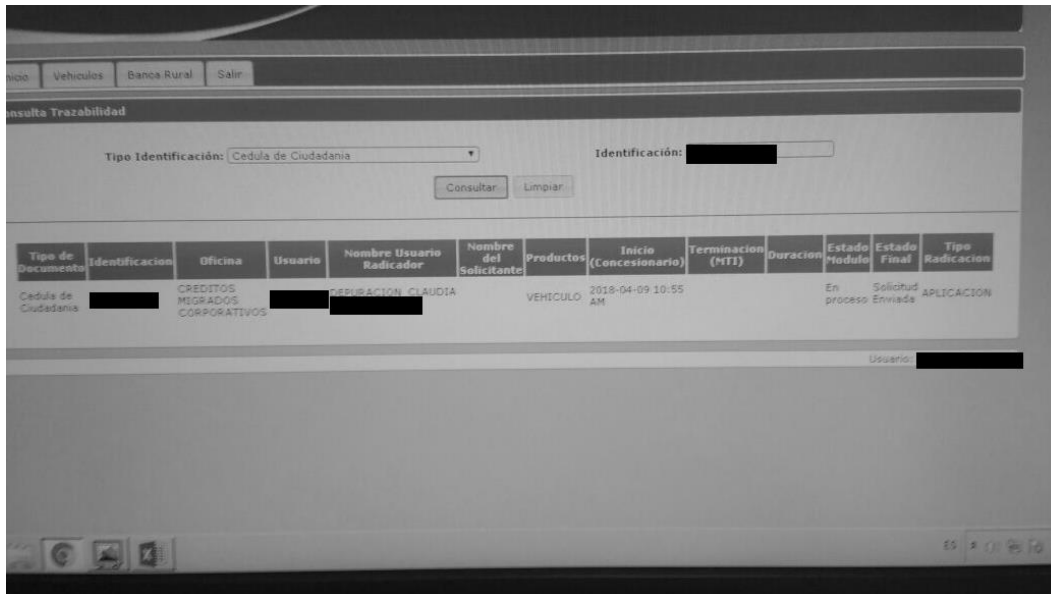 Vehiculos Banca Rural Salir
Consulta Trazabilidad
Tipo Identificación: Cedula de Ciudadania Identificación:
Consultar Limpiar
Tipo de Documento Identificacion Oficina Usuario Nombre Usuario Radicador Nombre del Solicitante Productos Inicio (Concesionario) Terminacion (MTI) Duracion Estado Modulo Estado Final Tipo Radicacion
Cedula de Ciudadania CREDITOS MIGRADOS CORPORATIVOS DEPURACION CLAUDIA VEHICULO 2018-04-09 10:55 AM En proceso Solicitud Enviada APLICACION
Usuario:
ES